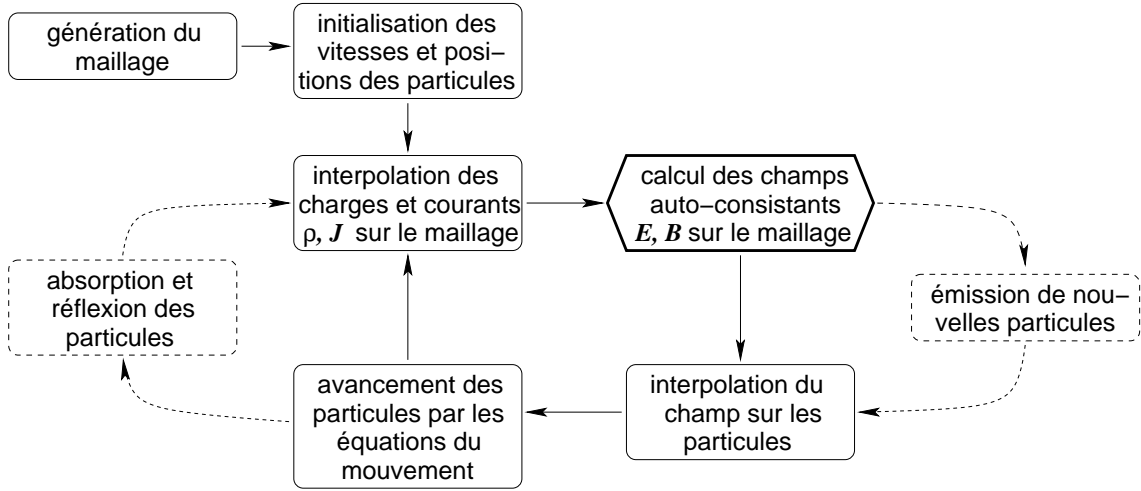 génération du
maillage
initialisation des
vitesses et posi−
tions des particules
interpolation des
charges et courants
ρ, J sur le maillage
calcul des champs
auto−consistants
E, B sur le maillage
absorption et
réflexion des
particules
émission de nou−
velles particules
avancement des
particules par les
équations du
mouvement
interpolation du
champ sur les
particules